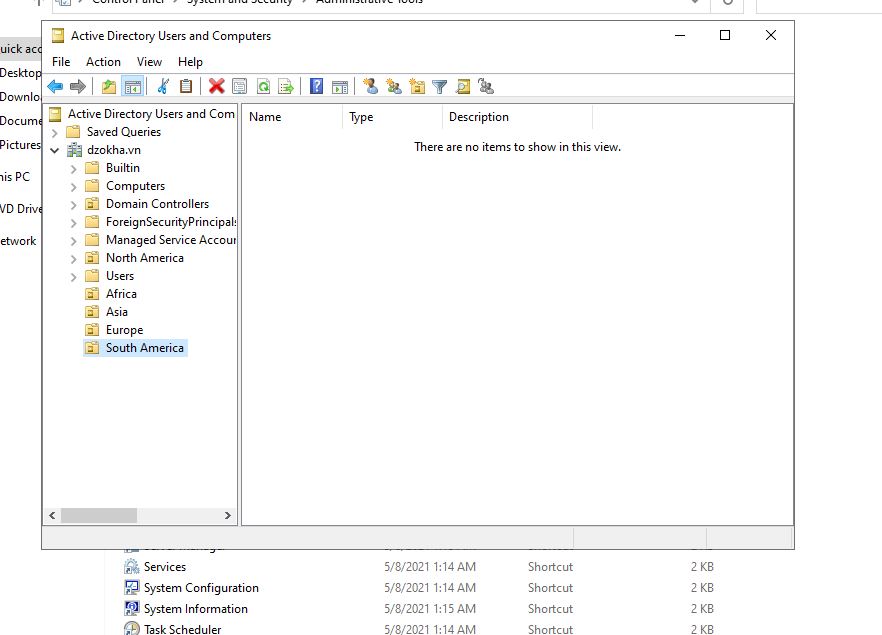 Control Panel > System and Security > Administrative Tools
Active Directory Users and Computers
File Action View Help
Active Directory Users and Com
Saved Queries
dzokha.vn
Builtin
Computers
Domain Controllers
ForeignSecurityPrincipals
Managed Service Accoun
North America
Users
Africa
Asia
Europe
South America
Name Type Description
There are no items to show in this view.
uick acc
Desktop
Downlo
Docume
Pictures
his PC
VD Drive
etwork
Services 5/8/2021 1:14 AM Shortcut 2 KB
System Configuration 5/8/2021 1:14 AM Shortcut 2 KB
System Information 5/8/2021 1:15 AM Shortcut 2 KB
Task Scheduler 5/8/2021 1:14 AM Shortcut 2 KB